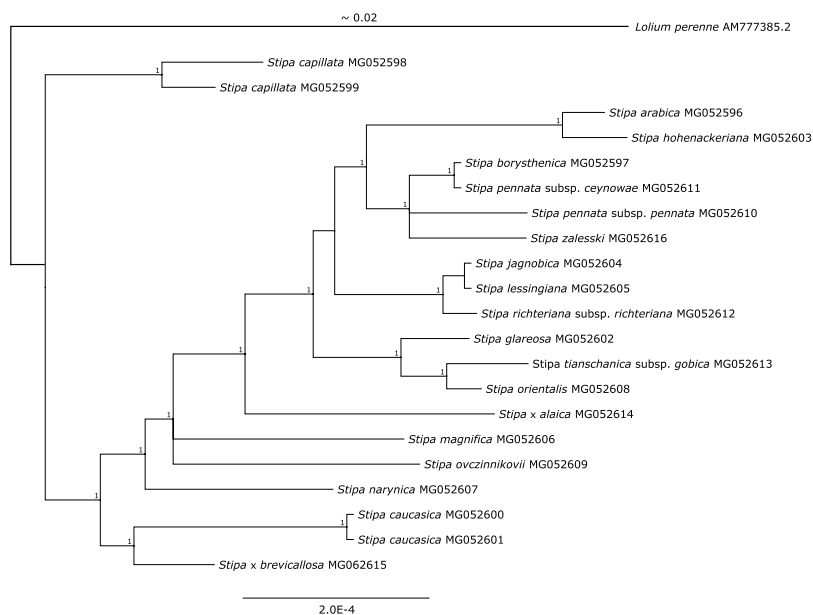 ~ 0.02
Lolium perenne AM777385.2
1
Stipa capillata MG052598
Stipa capillata MG052599
Stipa arabica MG052596
1
Stipa hohenackeriana MG052603
1
Stipa borysthenica MG052597
1
Stipa pennata subsp. ceynowae MG052611
1
Stipa pennata subsp. pennata MG052610
Stipa zalesski MG052616
Stipa jagnobica MG052604
1
Stipa lessingiana MG052605
1
Stipa richteriana subsp. richteriana MG052612
Stipa glareosa MG052602
1
Stipa tianschanica subsp. gobica MG052613
1
Stipa orientalis MG052608
1
Stipa x alaica MG052614
1
Stipa magnifica MG052606
Stipa ovczinnikovii MG052609
1
Stipa narynica MG052607
1
Stipa caucasica MG052600
1
Stipa caucasica MG052601
1
Stipa x brevicallosa MG062615
2.0E-4